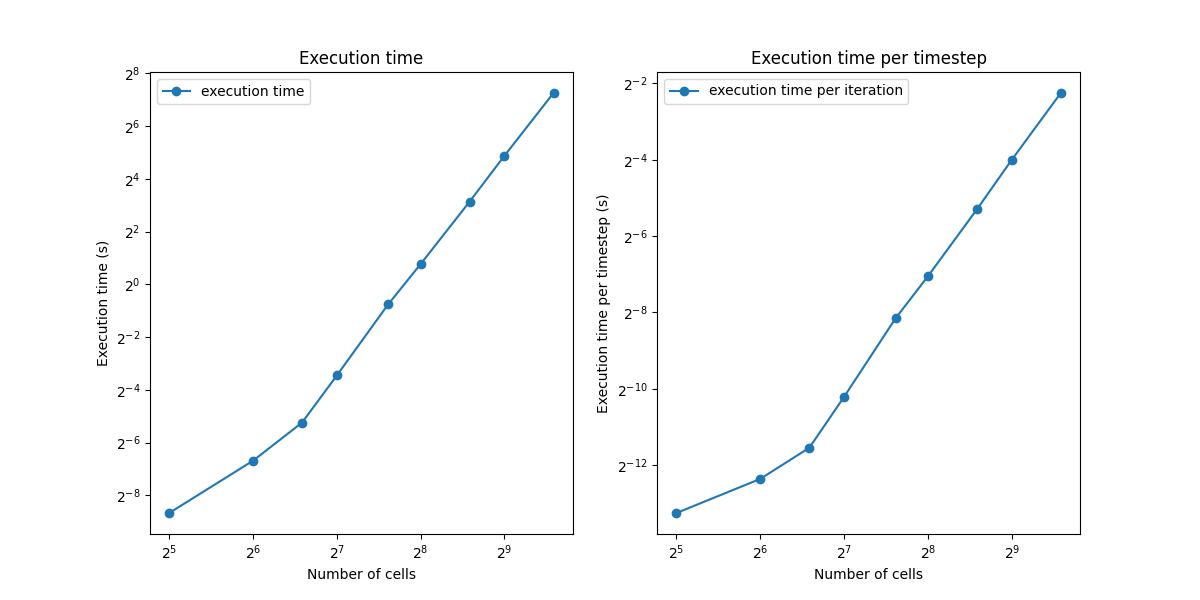 Execution time
execution time
2^8
2^6
2^4
2^2
2^0
2^−2
2^−4
2^−6
2^−8
Execution time (s)
2^5 2^6 2^7 2^8 2^9
Number of cells
Execution time per timestep
execution time per iteration
2^−2
2^−4
2^−6
2^−8
2^−10
2^−12
Execution time per timestep (s)
2^5 2^6 2^7 2^8 2^9
Number of cells